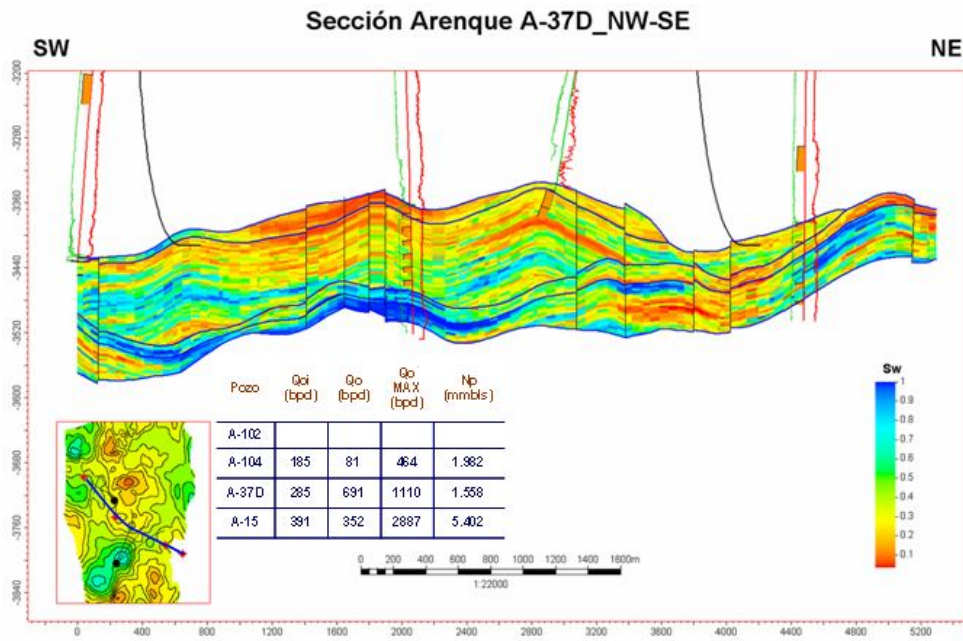 Sección Arenque A-37D_NW-SE
SW NE
-3200
-3280
-3360
-3440
-3520
-3600
-3680
-3760
-3840
Pozo Qoi (bpd) Qo (bpd) Qo MAX (bpd) Np (mmbls)
A-102
A-104 185 81 464 1.982
A-37D 285 691 1110 1.558
A-15 391 352 2887 5.402
Sw
1
0.9
0.8
0.7
0.6
0.5
0.4
0.3
0.2
0.1
0 200 400 600 800 1000 1200 1400 1600m
1:22000
0 400 800 1200 1600 2000 2400 2800 3200 3600 4000 4400 4800 5200